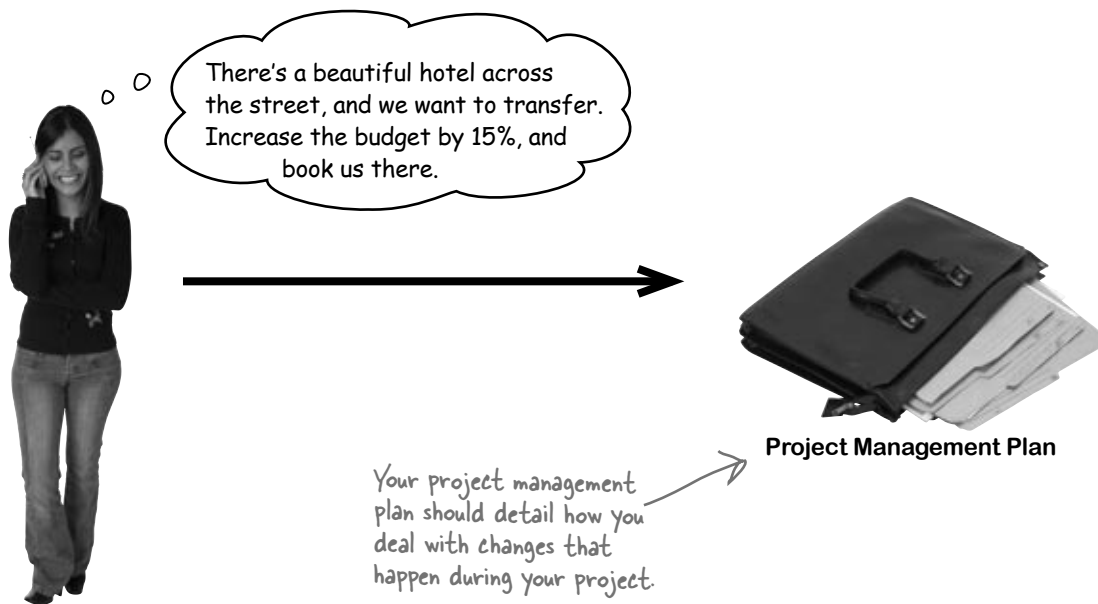 There's a beautiful hotel across
the street, and we want to transfer.
Increase the budget by 15%, and
book us there.
Project Management Plan
Your project management
plan should detail how you
deal with changes that
happen during your project.